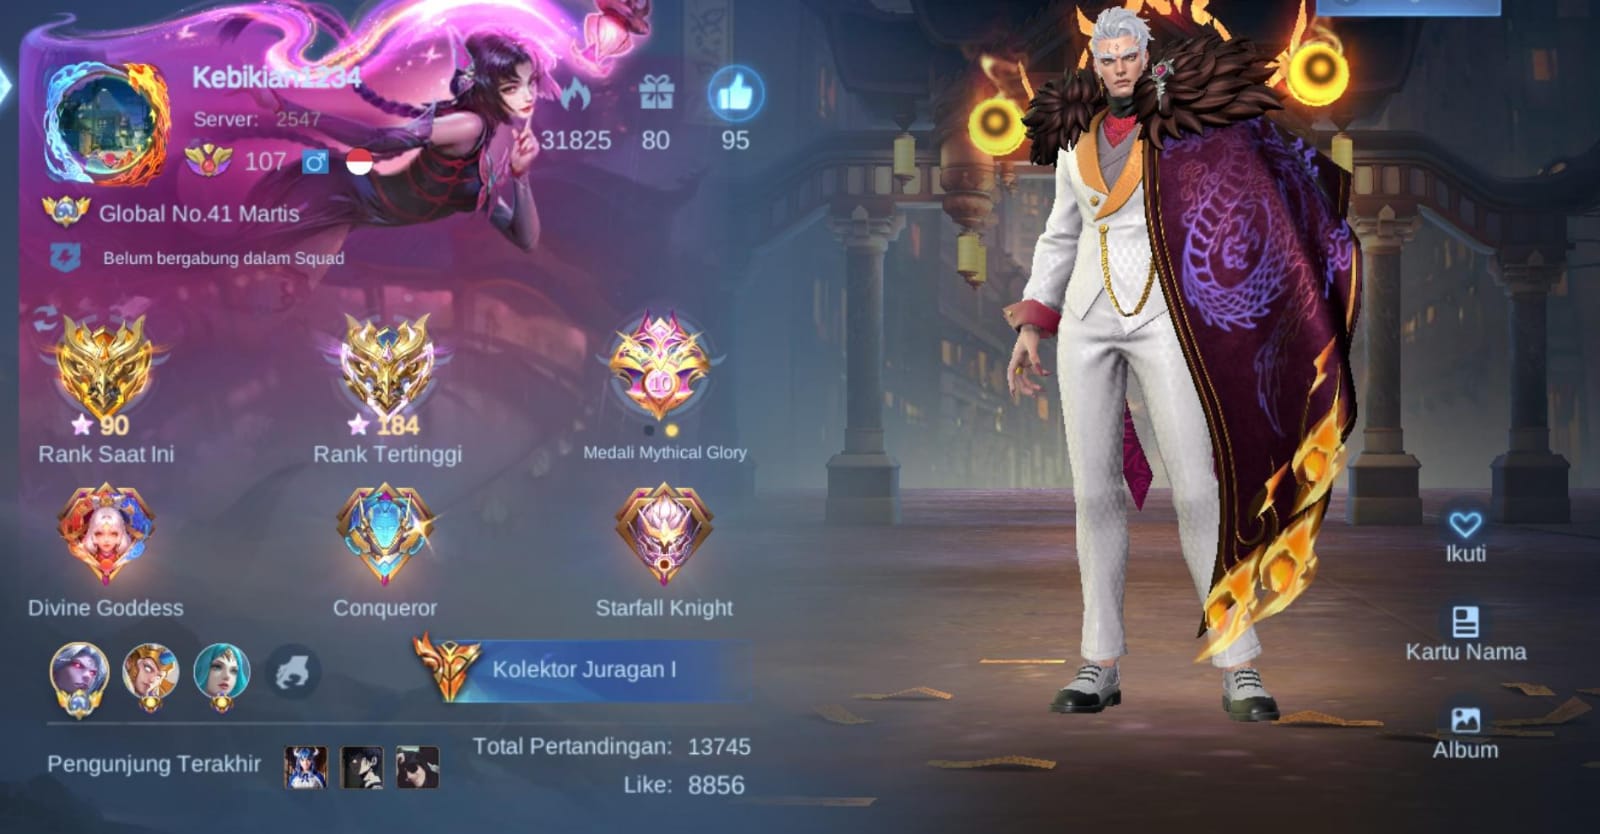 Kebikian1234
Server: 2547
107
31825
80
95
Global No.41 Martis
Belum bergabung dalam Squad
90
184
10
Rank Saat Ini
Rank Tertinggi
Medali Mythical Glory
Divine Goddess
Conqueror
Starfall Knight
Kolektor Juragan I
Pengunjung Terakhir
Total Pertandingan: 13745
Like: 8856
Ikuti
Kartu Nama
Album